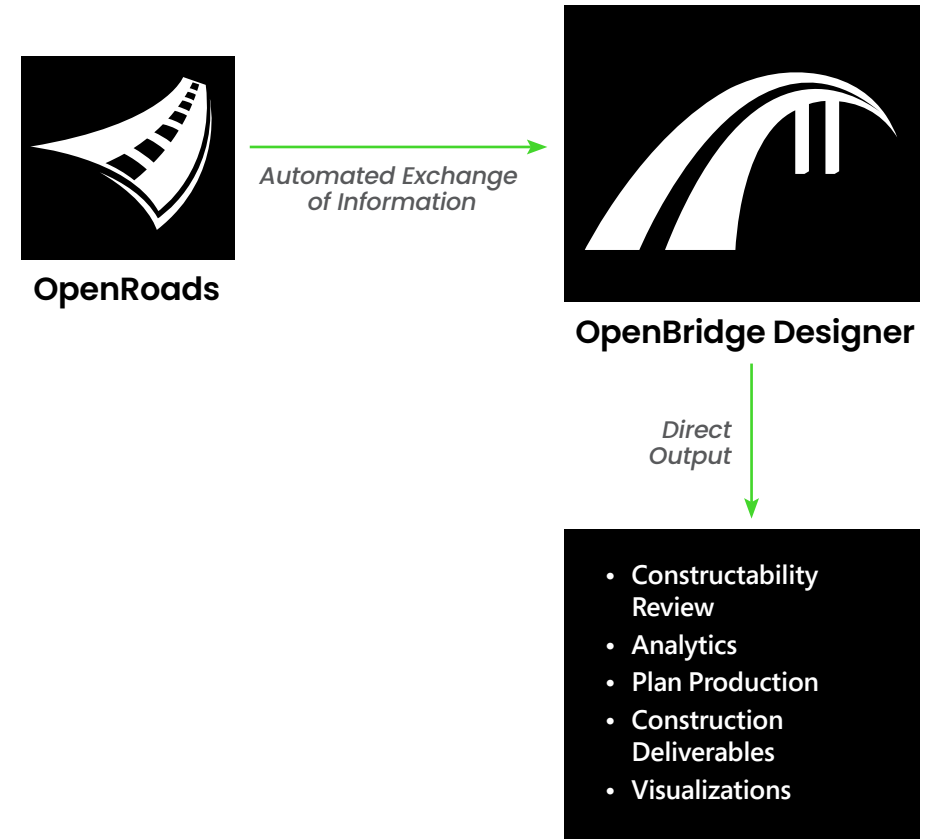 Automated Exchange
of Information
OpenRoads
OpenBridge Designer
Direct
Output
• Constructability
Review
• Analytics
• Plan Production
• Construction
Deliverables
• Visualizations